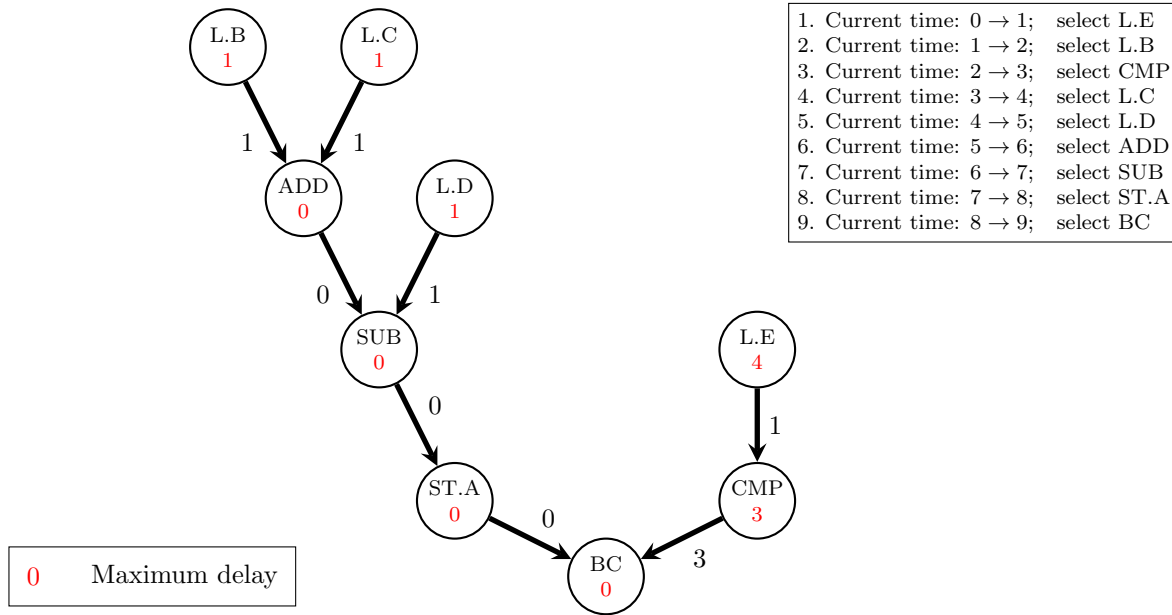 L.B
1
L.C
1
1. Current time: 0 → 1; select L.E
2. Current time: 1 → 2; select L.B
3. Current time: 2 → 3; select CMP
4. Current time: 3 → 4; select L.C
5. Current time: 4 → 5; select L.D
6. Current time: 5 → 6; select ADD
7. Current time: 6 → 7; select SUB
8. Current time: 7 → 8; select ST.A
9. Current time: 8 → 9; select BC
1
1
ADD
0
L.D
1
0
1
SUB
0
L.E
4
0
1
ST.A
0
CMP
3
0
3
BC
0
0 Maximum delay